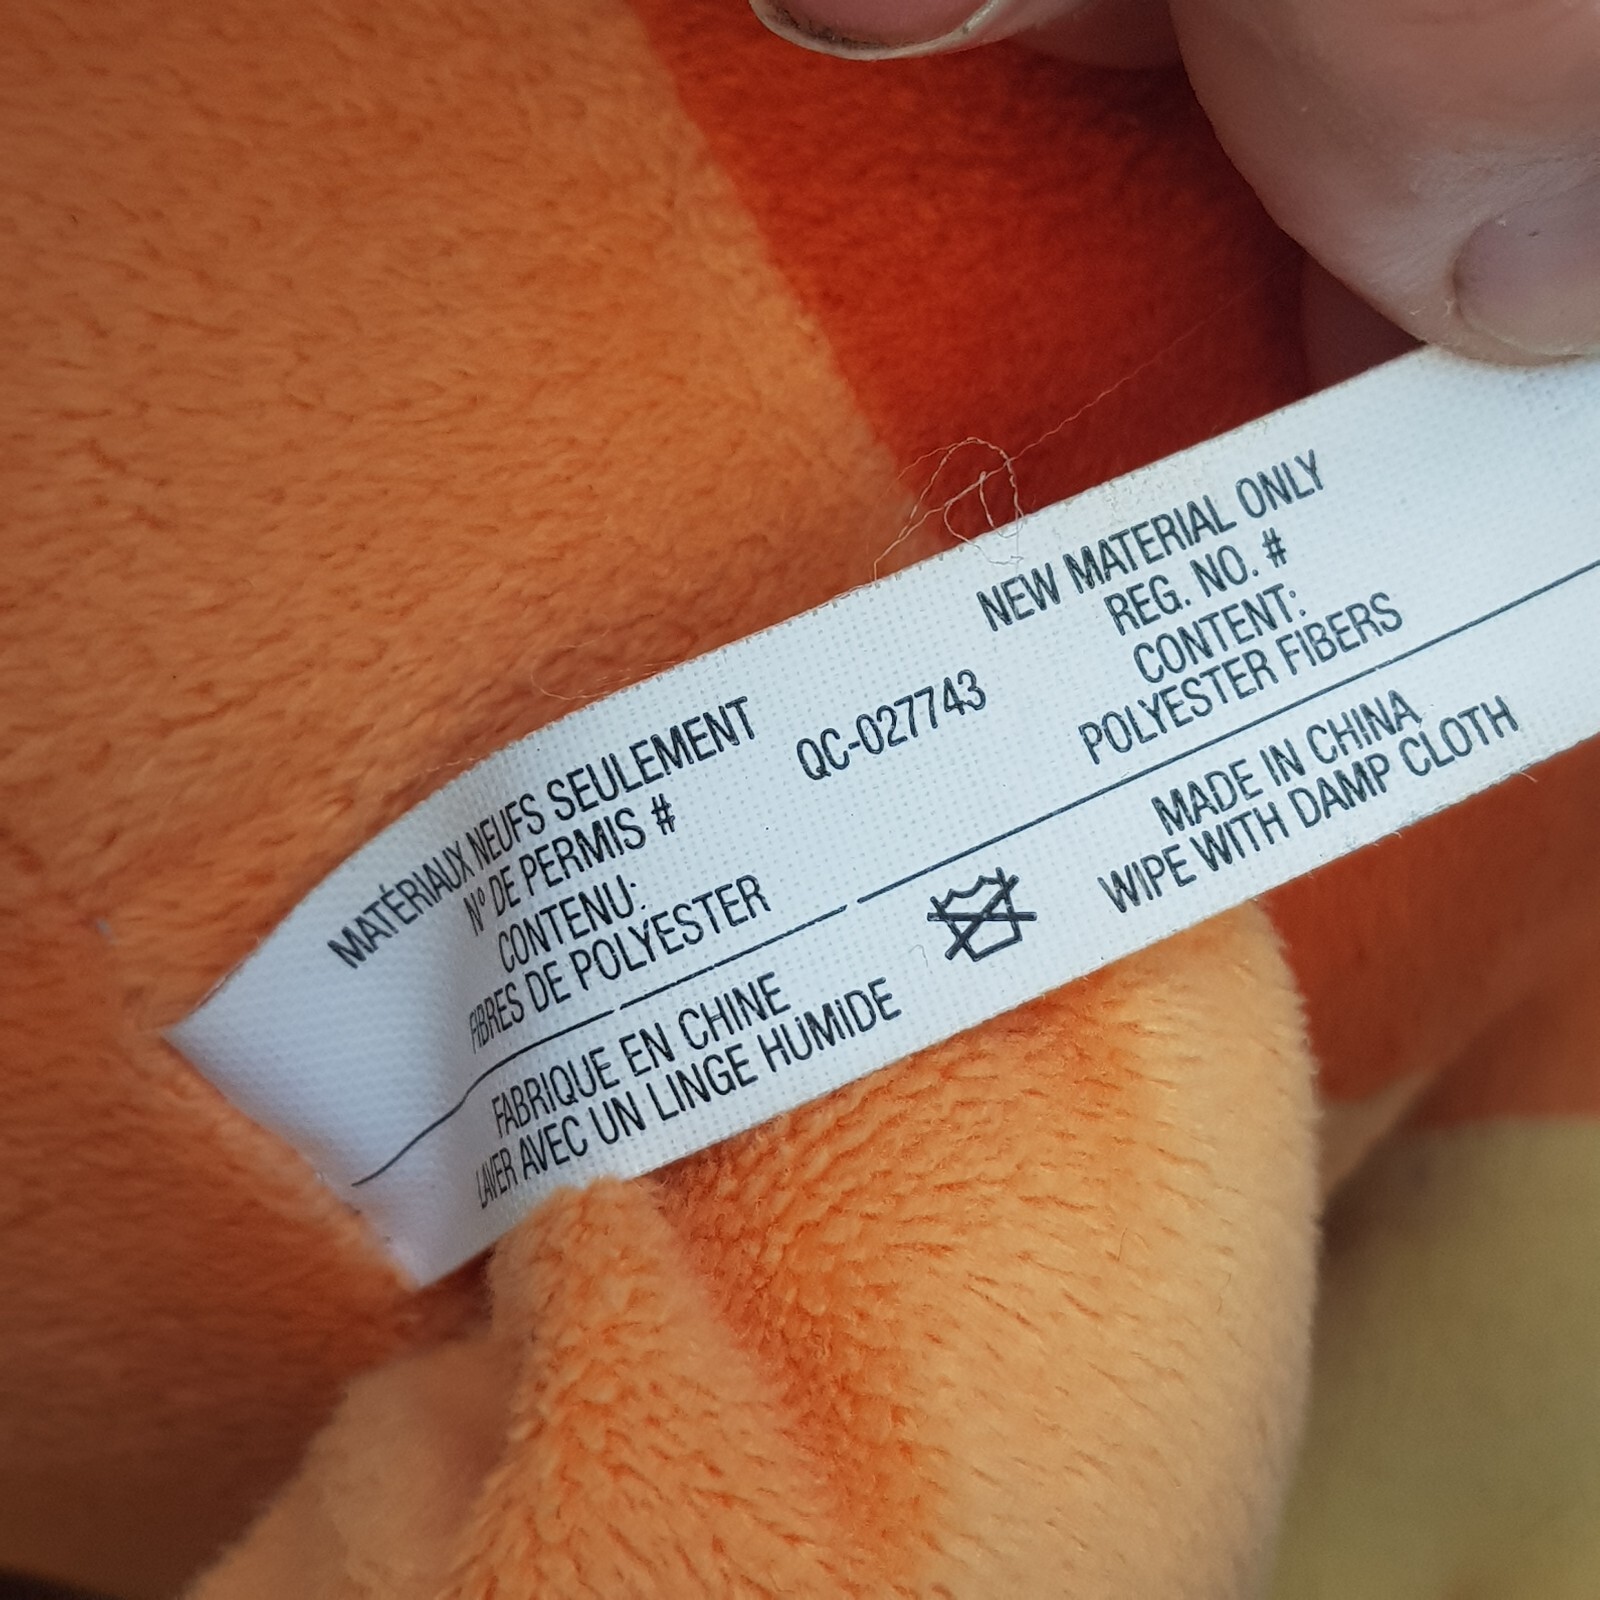 MATÉRIAUX NEUFS SEULEMENT
Nº DE PERMIS #
CONTENU:
FIBRES DE POLYESTER
QC-027743
NEW MATERIAL ONLY
REG. NO. #
CONTENT:
POLYESTER FIBERS
FABRIQUE EN CHINE
LAVER AVEC UN LINGE HUMIDE
MADE IN CHINA
WIPE WITH DAMP CLOTH